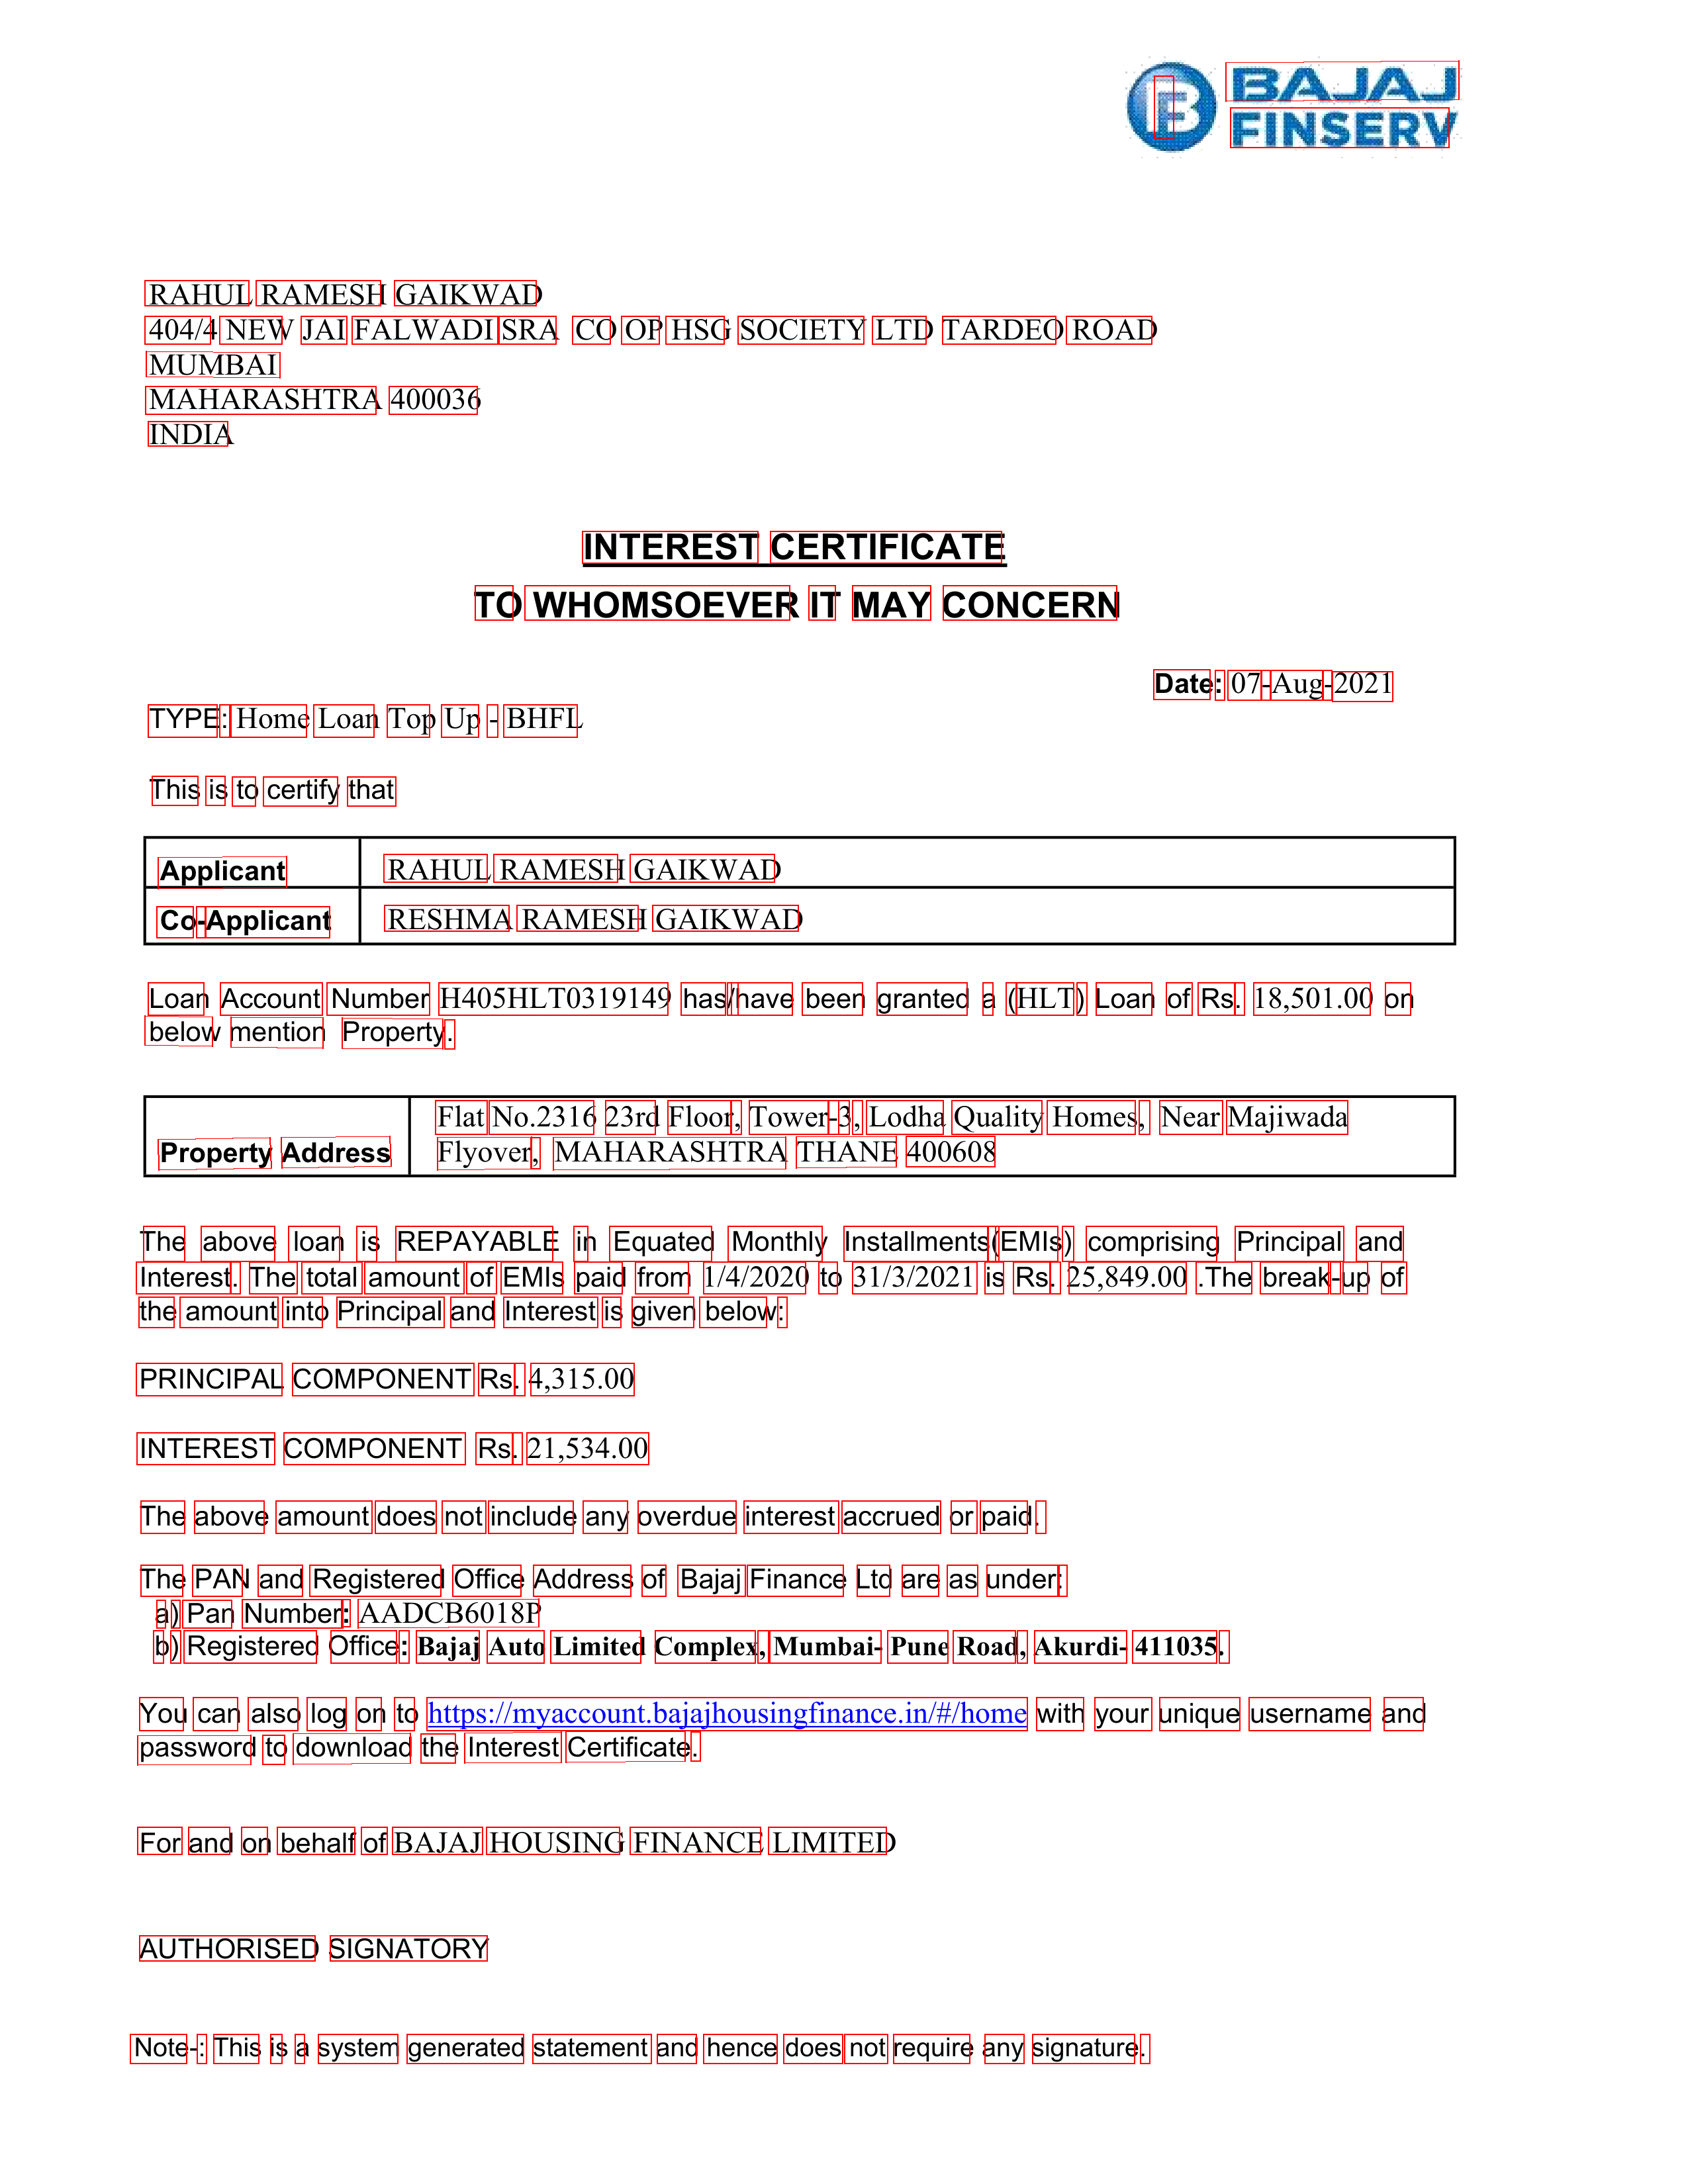 B BAJAJ
FINSERV
RAHUL RAMESH GAIKWAD
404/4 NEW JAI FALWADI SRA CO OP HSG SOCIETY LTD TARDEO ROAD
MUMBAI
MAHARASHTRA 400036
INDIA
INTEREST CERTIFICATE
TO WHOMSOEVER IT MAY CONCERN
Date: 07-Aug-2021
TYPE: Home Loan Top Up - BHFL
This is to certify that
Applicant RAHUL RAMESH GAIKWAD
Co-Applicant RESHMA RAMESH GAIKWAD
Loan Account Number H405HLT0319149 has/have been granted a (HLT) Loan of Rs. 18,501.00 on
below mention Property.
Flat No.2316 23rd Floor, Tower-3, Lodha Quality Homes, Near Majiwada
Property Address Flyover, MAHARASHTRA THANE 400608
The above loan is REPAYABLE in Equated Monthly Installments(EMIs) comprising Principal and
Interest. The total amount of EMIs paid from 1/4/2020 to 31/3/2021 is Rs. 25,849.00 .The break-up of
the amount into Principal and Interest is given below:
PRINCIPAL COMPONENT Rs. 4,315.00
INTEREST COMPONENT Rs. 21,534.00
The above amount does not include any overdue interest accrued or paid.
The PAN and Registered Office Address of Bajaj Finance Ltd are as under:
a) Pan Number: AADCB6018P
b) Registered Office: Bajaj Auto Limited Complex, Mumbai- Pune Road, Akurdi- 411035.
You can also log on to https://myaccount.bajajhousingfinance.in/#/home with your unique username and
password to download the Interest Certificate.
For and on behalf of BAJAJ HOUSING FINANCE LIMITED
AUTHORISED SIGNATORY
Note-: This is a system generated statement and hence does not require any signature.